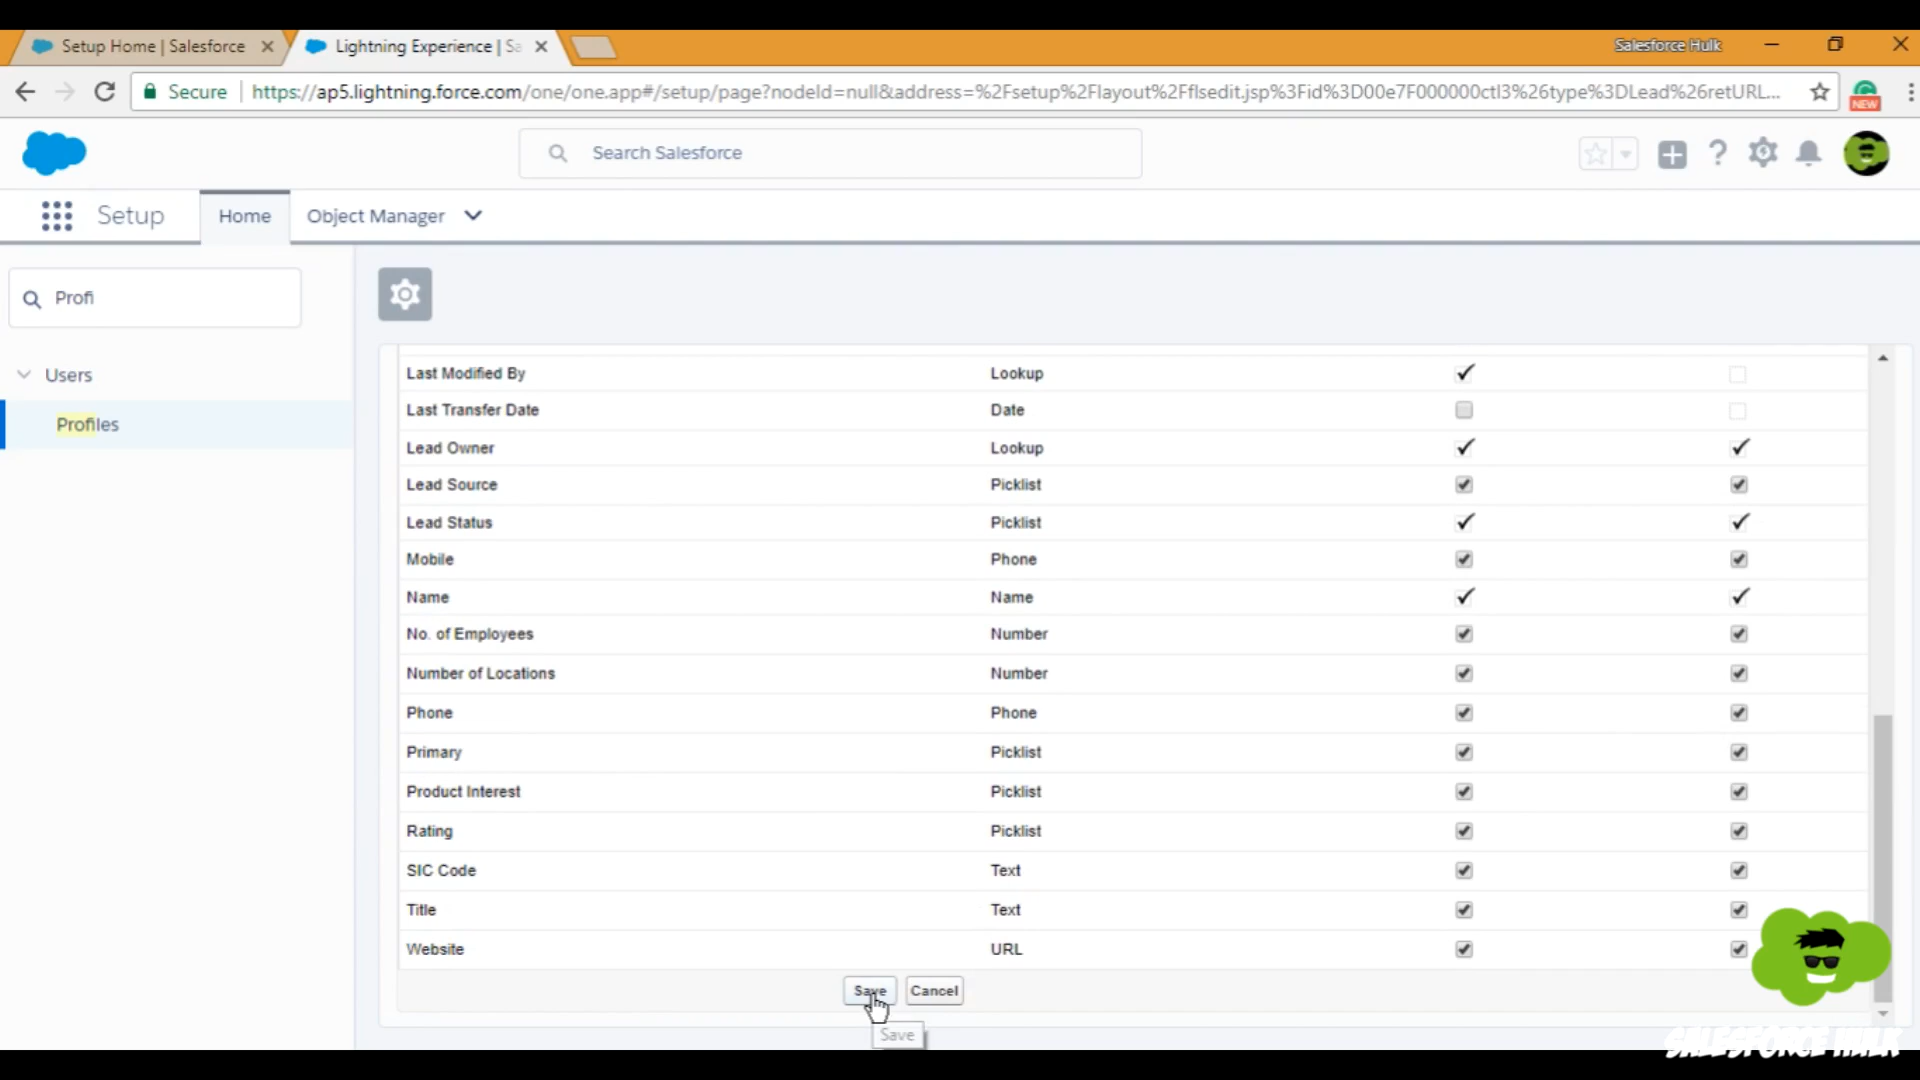 Setup Home | Salesforce
Lightning Experience | Sa
Salesforce Hulk
Secure
https://ap5.lightning.force.com/one/one.app#/setup/page?nodeId=null&address=%2Fsetup%2Flayout%2Fflsedit.jsp%3Fid%3D00e7F000000ctl3%26type%3DLead%26retURL...
NEW
Search Salesforce
Setup
Home
Object Manager
Profi
Users
Profiles
Last Modified By Lookup
Last Transfer Date Date
Lead Owner Lookup
Lead Source Picklist
Lead Status Picklist
Mobile Phone
Name Name
No. of Employees Number
Number of Locations Number
Phone Phone
Primary Picklist
Product Interest Picklist
Rating Picklist
SIC Code Text
Title Text
Website URL
Save Cancel
Save
SALESFORCE HULK